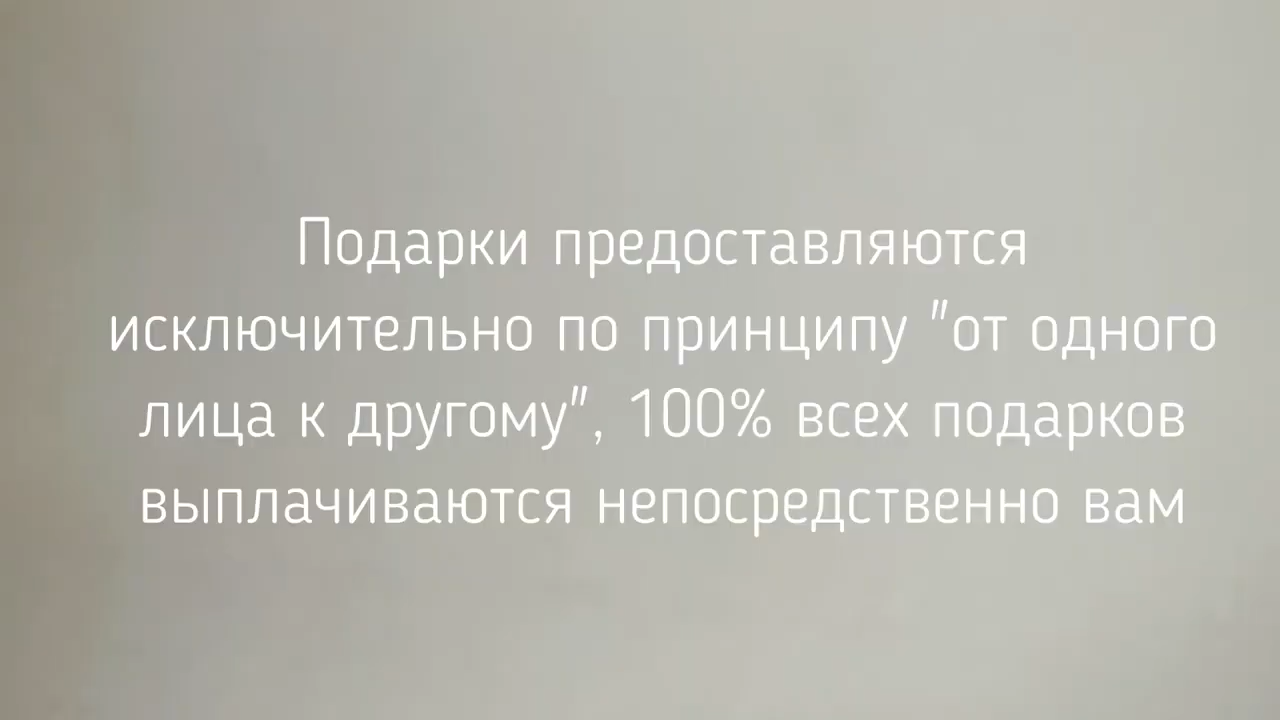 Подарки предоставляются
исключительно по принципу "от одного
лица к другому", 100% всех подарков
выплачиваются непосредственно вам